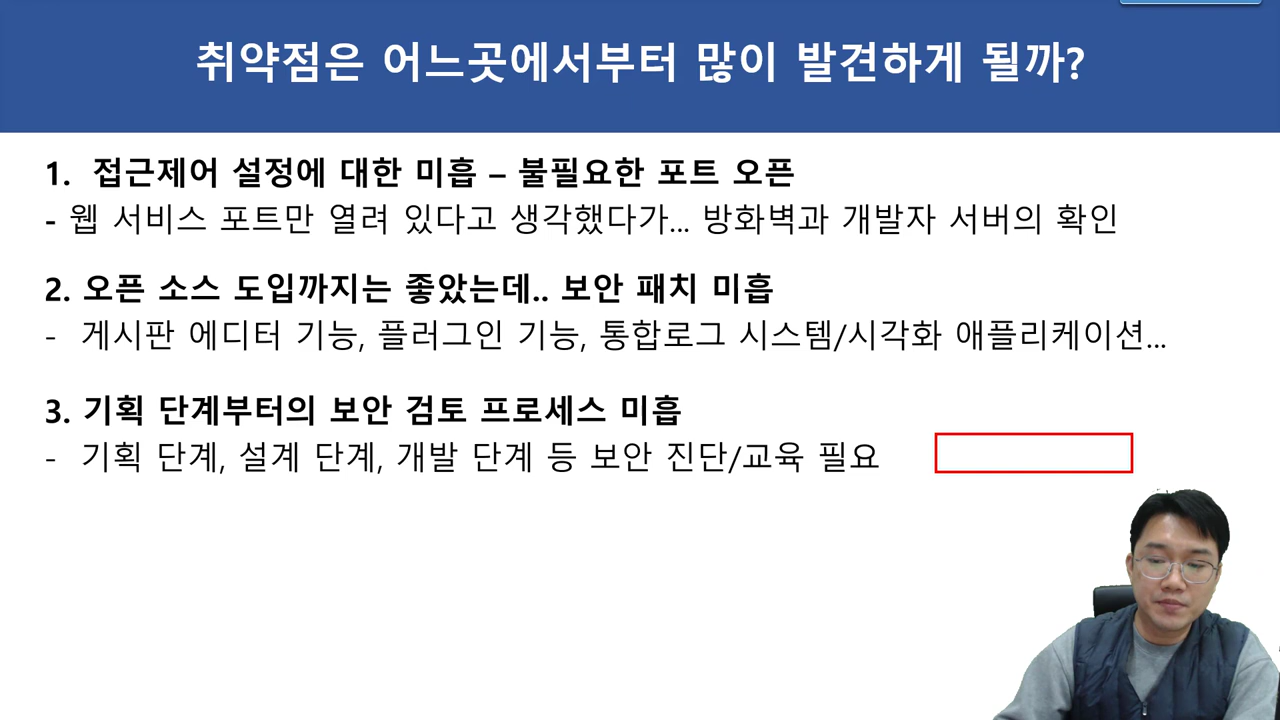 취약점은 어느곳에서부터 많이 발견하게 될까?
1. 접근제어 설정에 대한 미흡 – 불필요한 포트 오픈
- 웹 서비스 포트만 열려 있다고 생각했다가... 방화벽과 개발자 서버의 확인
2. 오픈 소스 도입까지는 좋았는데.. 보안 패치 미흡
- 게시판 에디터 기능, 플러그인 기능, 통합로그 시스템/시각화 애플리케이션...
3. 기획 단계부터의 보안 검토 프로세스 미흡
- 기획 단계, 설계 단계, 개발 단계 등 보안 진단/교육 필요